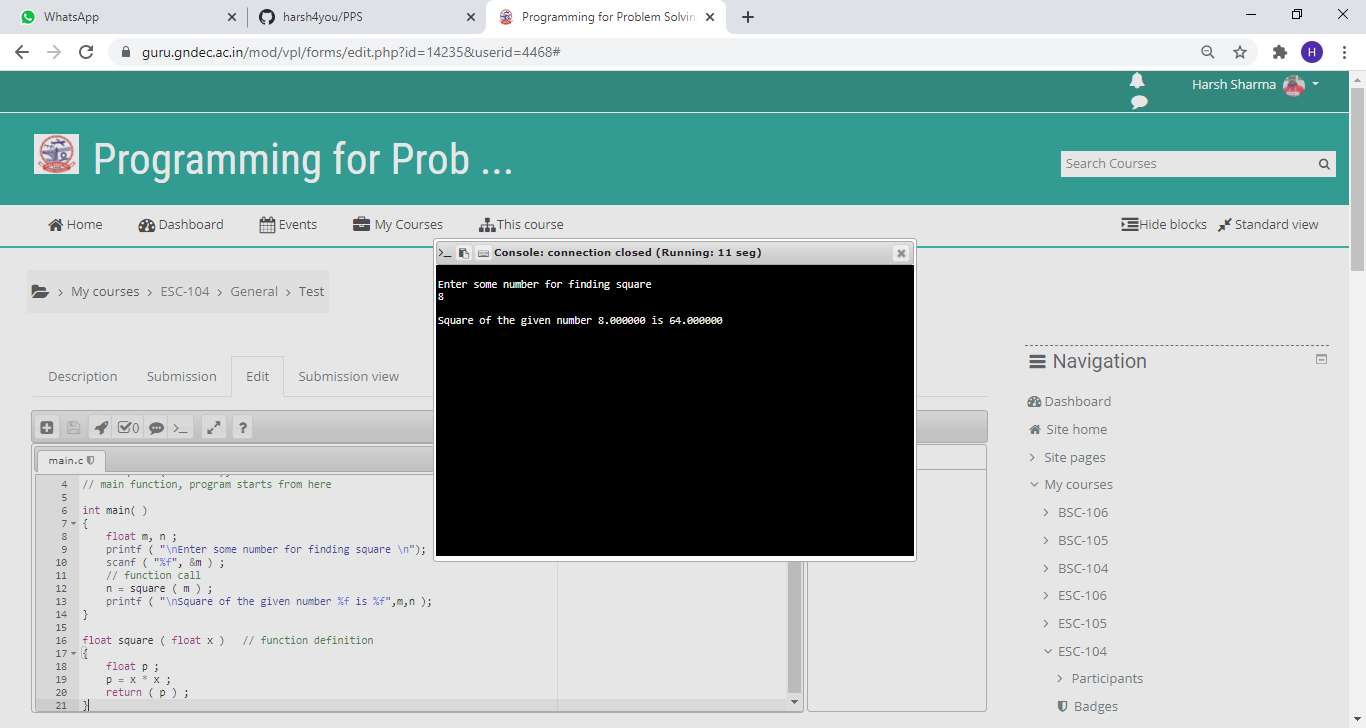 WhatsApp
harsh4you/PPS
Programming for Problem Solvin
guru.gndec.ac.in/mod/vpl/forms/edit.php?id=14235&userid=4468#
H
Harsh Sharma
Programming for Prob ...
Search Courses
Home
Dashboard
Events
My Courses
This course
Hide blocks
Standard view
My courses > ESC-104 > General > Test
Console: connection closed (Running: 11 seg)
Enter some number for finding square
8
Square of the given number 8.000000 is 64.000000
Description
Submission
Edit
Submission view
0
>_
?
main.c
4 // main function, program starts from here
5
6 int main( )
7 {
8 float m, n ;
9 printf ( "\nEnter some number for finding square \n");
10 scanf ( "%f", &m ) ;
11 // function call
12 n = square ( m ) ;
13 printf ( "\nSquare of the given number %f is %f",m,n );
14 }
15
16 float square ( float x ) // function definition
17 {
18 float p ;
19 p = x * x ;
20 return ( p ) ;
21 }
Navigation
Dashboard
Site home
Site pages
My courses
BSC-106
BSC-105
BSC-104
ESC-106
ESC-105
ESC-104
Participants
Badges